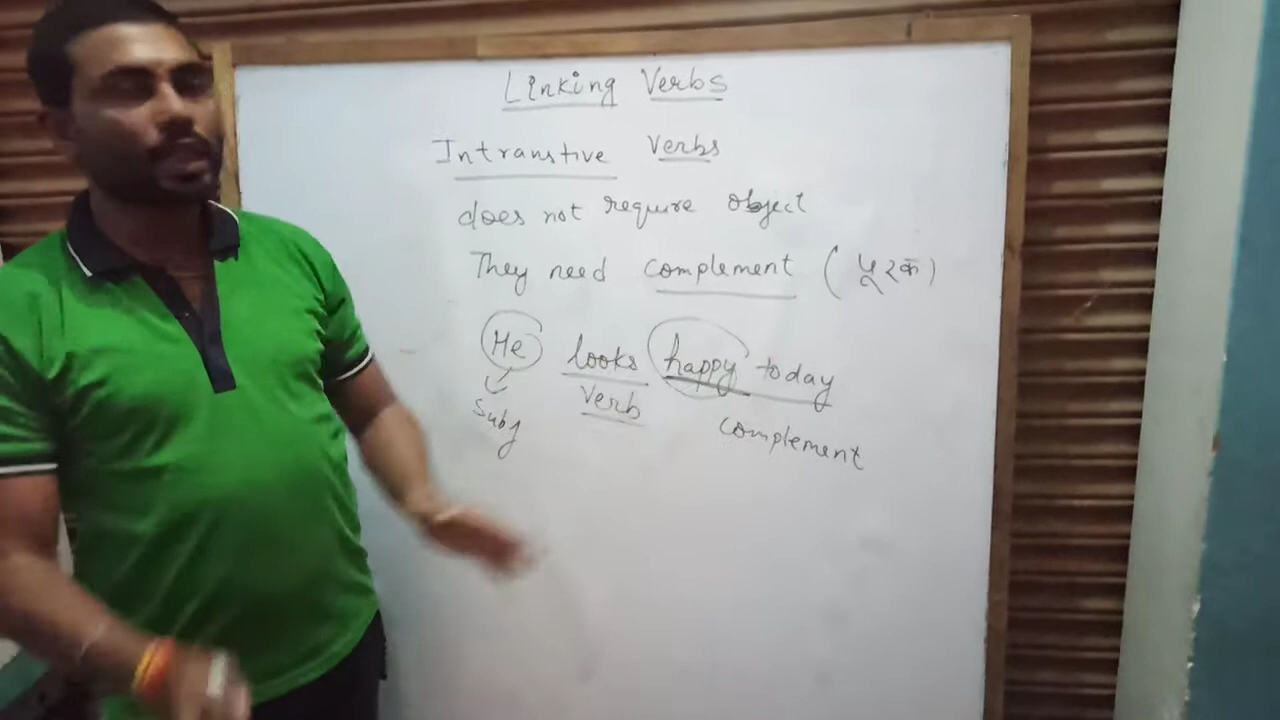 Linking Verbs
Intranstive Verbs
does not require object
They need complement (पूरक)
He looks happy today
Subj Verb complement